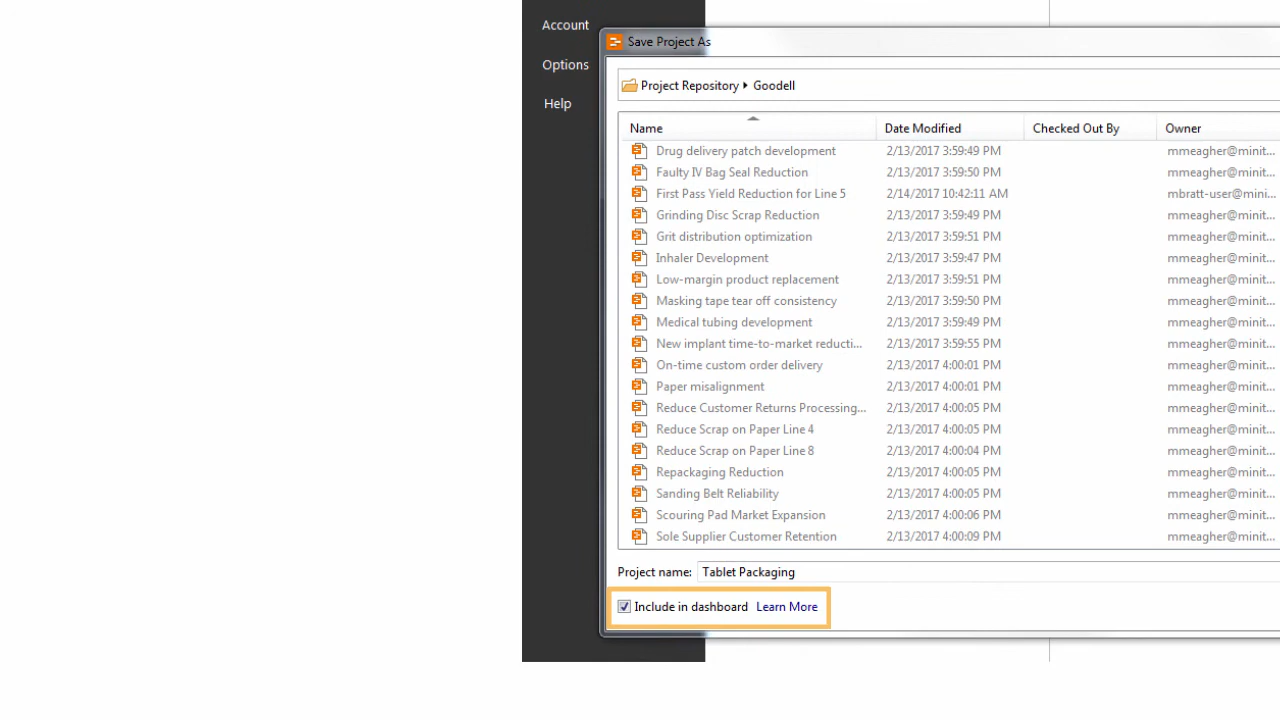 Account
Options
Help
Save Project As
Project Repository Goodell
Name Date Modified Checked Out By Owner
Drug delivery patch development 2/13/2017 3:59:49 PM mmeagher@minit...
Faulty IV Bag Seal Reduction 2/13/2017 3:59:50 PM mmeagher@minit...
First Pass Yield Reduction for Line 5 2/14/2017 10:42:11 AM mbratt-user@mini...
Grinding Disc Scrap Reduction 2/13/2017 3:59:49 PM mmeagher@minit...
Grit distribution optimization 2/13/2017 3:59:51 PM mmeagher@minit...
Inhaler Development 2/13/2017 3:59:47 PM mmeagher@minit...
Low-margin product replacement 2/13/2017 3:59:51 PM mmeagher@minit...
Masking tape tear off consistency 2/13/2017 3:59:50 PM mmeagher@minit...
Medical tubing development 2/13/2017 3:59:49 PM mmeagher@minit...
New implant time-to-market reducti... 2/13/2017 3:59:55 PM mmeagher@minit...
On-time custom order delivery 2/13/2017 4:00:01 PM mmeagher@minit...
Paper misalignment 2/13/2017 4:00:01 PM mmeagher@minit...
Reduce Customer Returns Processing... 2/13/2017 4:00:05 PM mmeagher@minit...
Reduce Scrap on Paper Line 4 2/13/2017 4:00:05 PM mmeagher@minit...
Reduce Scrap on Paper Line 8 2/13/2017 4:00:04 PM mmeagher@minit...
Repackaging Reduction 2/13/2017 4:00:05 PM mmeagher@minit...
Sanding Belt Reliability 2/13/2017 4:00:05 PM mmeagher@minit...
Scouring Pad Market Expansion 2/13/2017 4:00:06 PM mmeagher@minit...
Sole Supplier Customer Retention 2/13/2017 4:00:09 PM mmeagher@minit...
Project name: Tablet Packaging
Include in dashboard Learn More